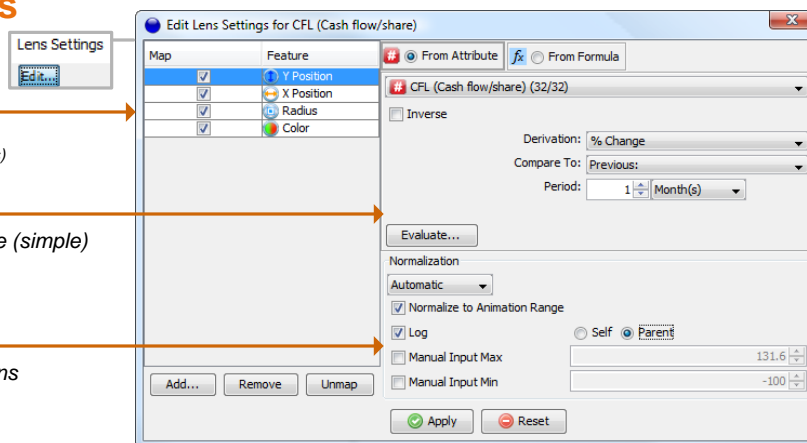 s
Lens Settings
Edit...
)
e (simple)
ns
Edit Lens Settings for CFL (Cash flow/share)
x
Map Feature
Y Position
X Position
Radius
Color
Add... Remove Unmap
# From Attribute fx From Formula
# CFL (Cash flow/share) (32/32)
Inverse
Derivation: % Change
Compare To: Previous:
Period: 1 Month(s)
Evaluate...
Normalization
Automatic
Normalize to Animation Range
Log Self Parent
Manual Input Max 131.6
Manual Input Min -100
Apply Reset